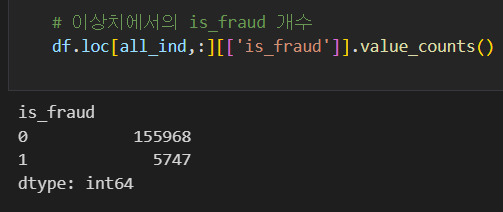 # 이상치에서의 is_fraud 개수
df.loc[all_ind,:][['is_fraud']].value_counts()
is_fraud
0 155968
1 5747
dtype: int64